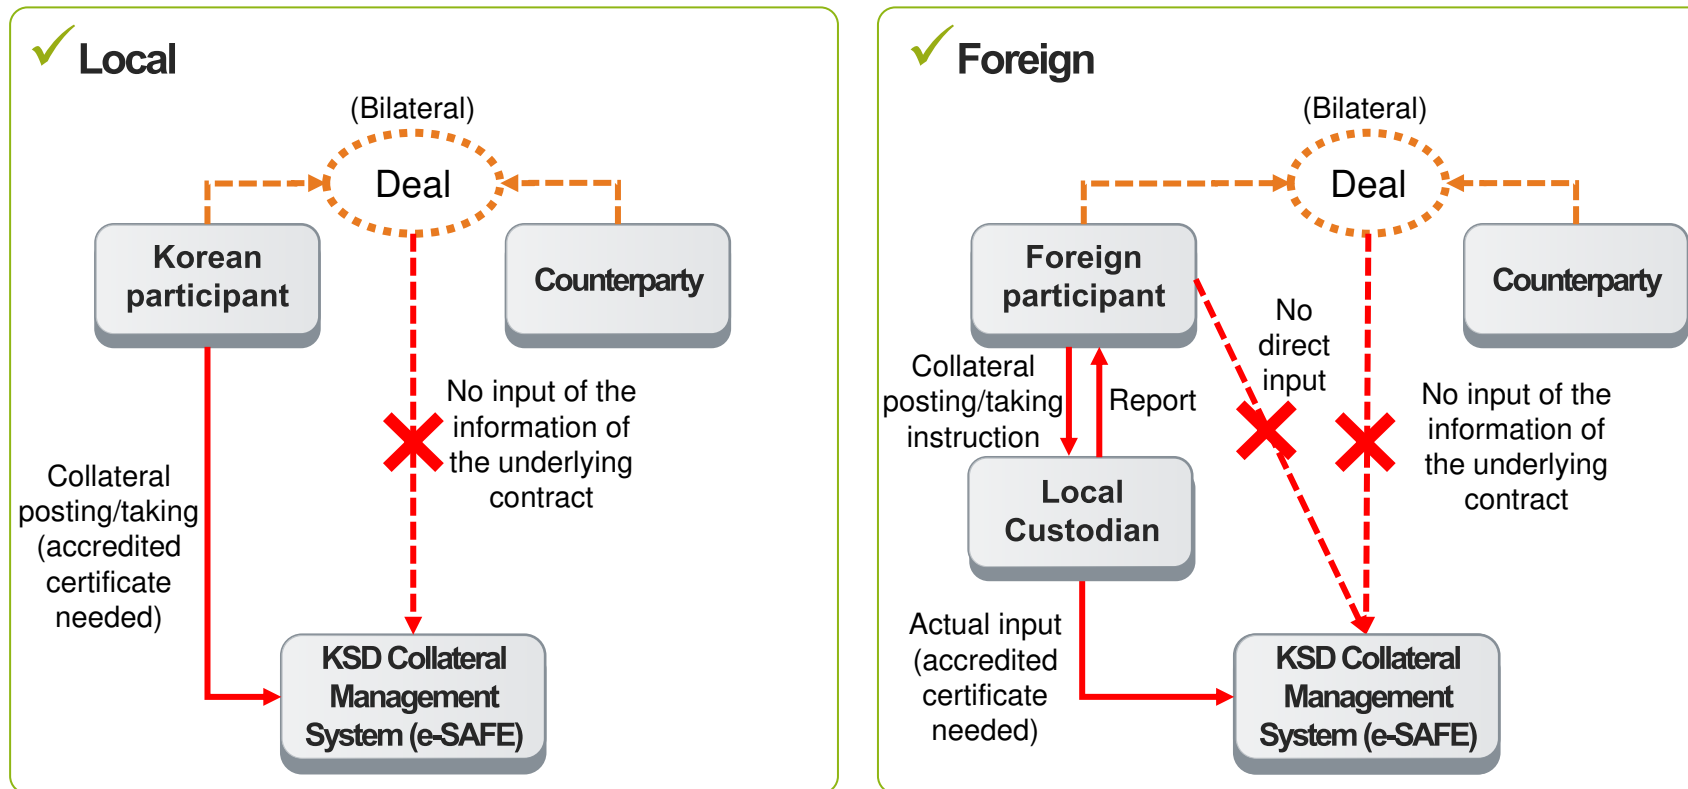 Local
(Bilateral)
Deal
Korean
participant
Counterparty
No input of the
information of
the underlying
contract
Collateral
posting/taking
(accredited
certificate
needed)
KSD Collateral
Management
System (e-SAFE)
Foreign
(Bilateral)
Deal
Foreign
participant
Counterparty
No
direct
input
Collateral
posting/taking
instruction
Report
No input of the
information of
the underlying
contract
Local
Custodian
Actual input
(accredited
certificate
needed)
KSD Collateral
Management
System (e-SAFE)